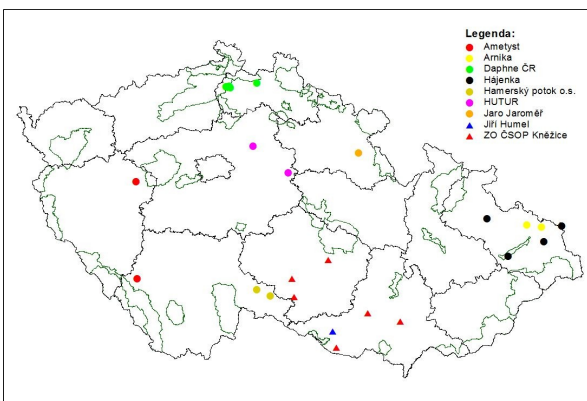 Legenda:
Ametyst
Arnika
Daphne ČR
Hájenka
Hamerský potok o.s.
HUTUR
Jaro Jaroměř
Jiří Humel
ZO ČSOP Kněžice